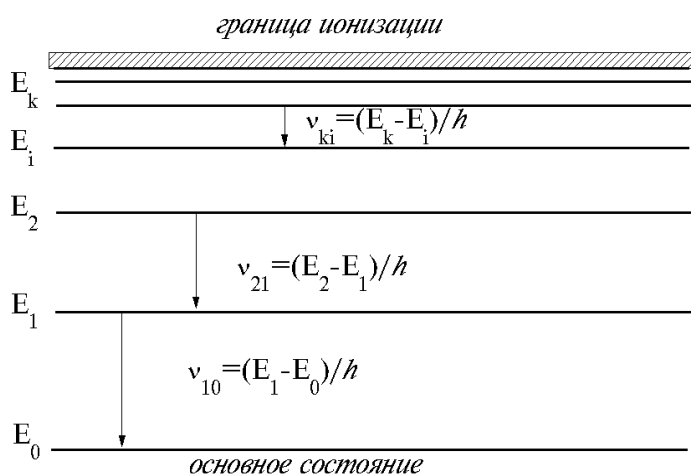 граница ионизации
E_k
ν_ki=(E_k-E_i)/h
E_i
E_2
ν_21=(E_2-E_1)/h
E_1
ν_10=(E_1-E_0)/h
E_0
основное состояние